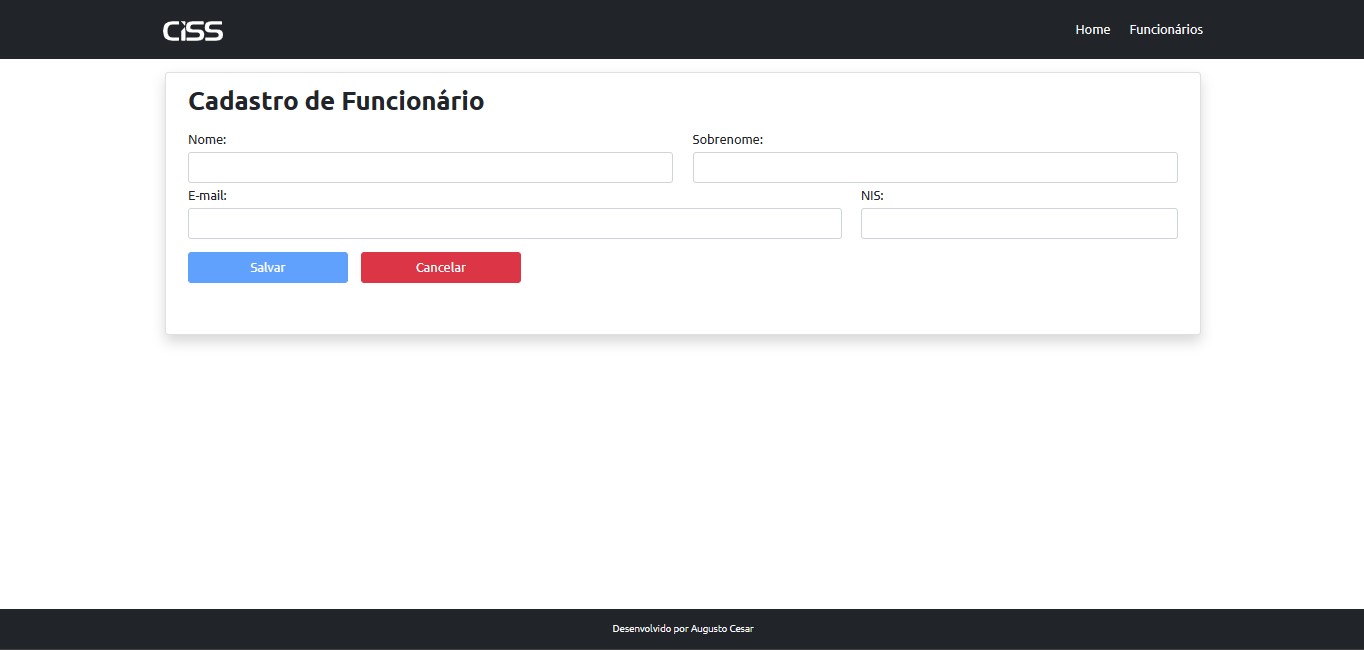 CISS
Home Funcionários
Cadastro de Funcionário
Nome: Sobrenome:
E-mail: NIS:
Salvar Cancelar
Desenvolvido por Augusto Cesar